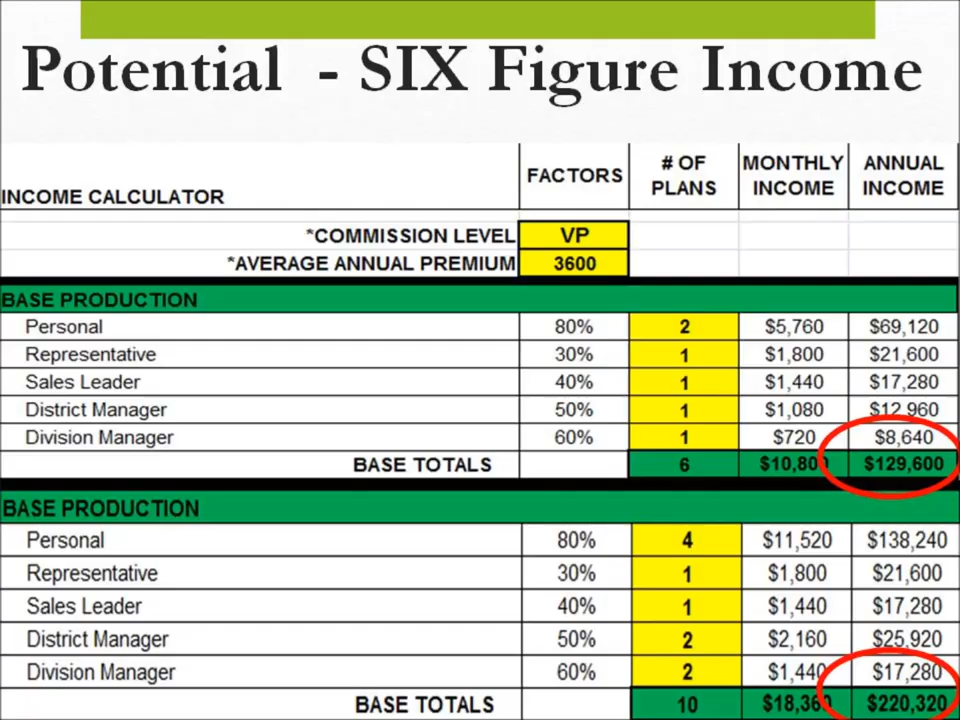 Potential - SIX Figure Income
INCOME CALCULATOR FACTORS # OF PLANS MONTHLY INCOME ANNUAL INCOME
*COMMISSION LEVEL VP
*AVERAGE ANNUAL PREMIUM 3600
BASE PRODUCTION
Personal 80% 2 $5,760 $69,120
Representative 30% 1 $1,800 $21,600
Sales Leader 40% 1 $1,440 $17,280
District Manager 50% 1 $1,080 $12,960
Division Manager 60% 1 $720 $8,640
BASE TOTALS 6 $10,800 $129,600
BASE PRODUCTION
Personal 80% 4 $11,520 $138,240
Representative 30% 1 $1,800 $21,600
Sales Leader 40% 1 $1,440 $17,280
District Manager 50% 2 $2,160 $25,920
Division Manager 60% 2 $1,440 $17,280
BASE TOTALS 10 $18,360 $220,320